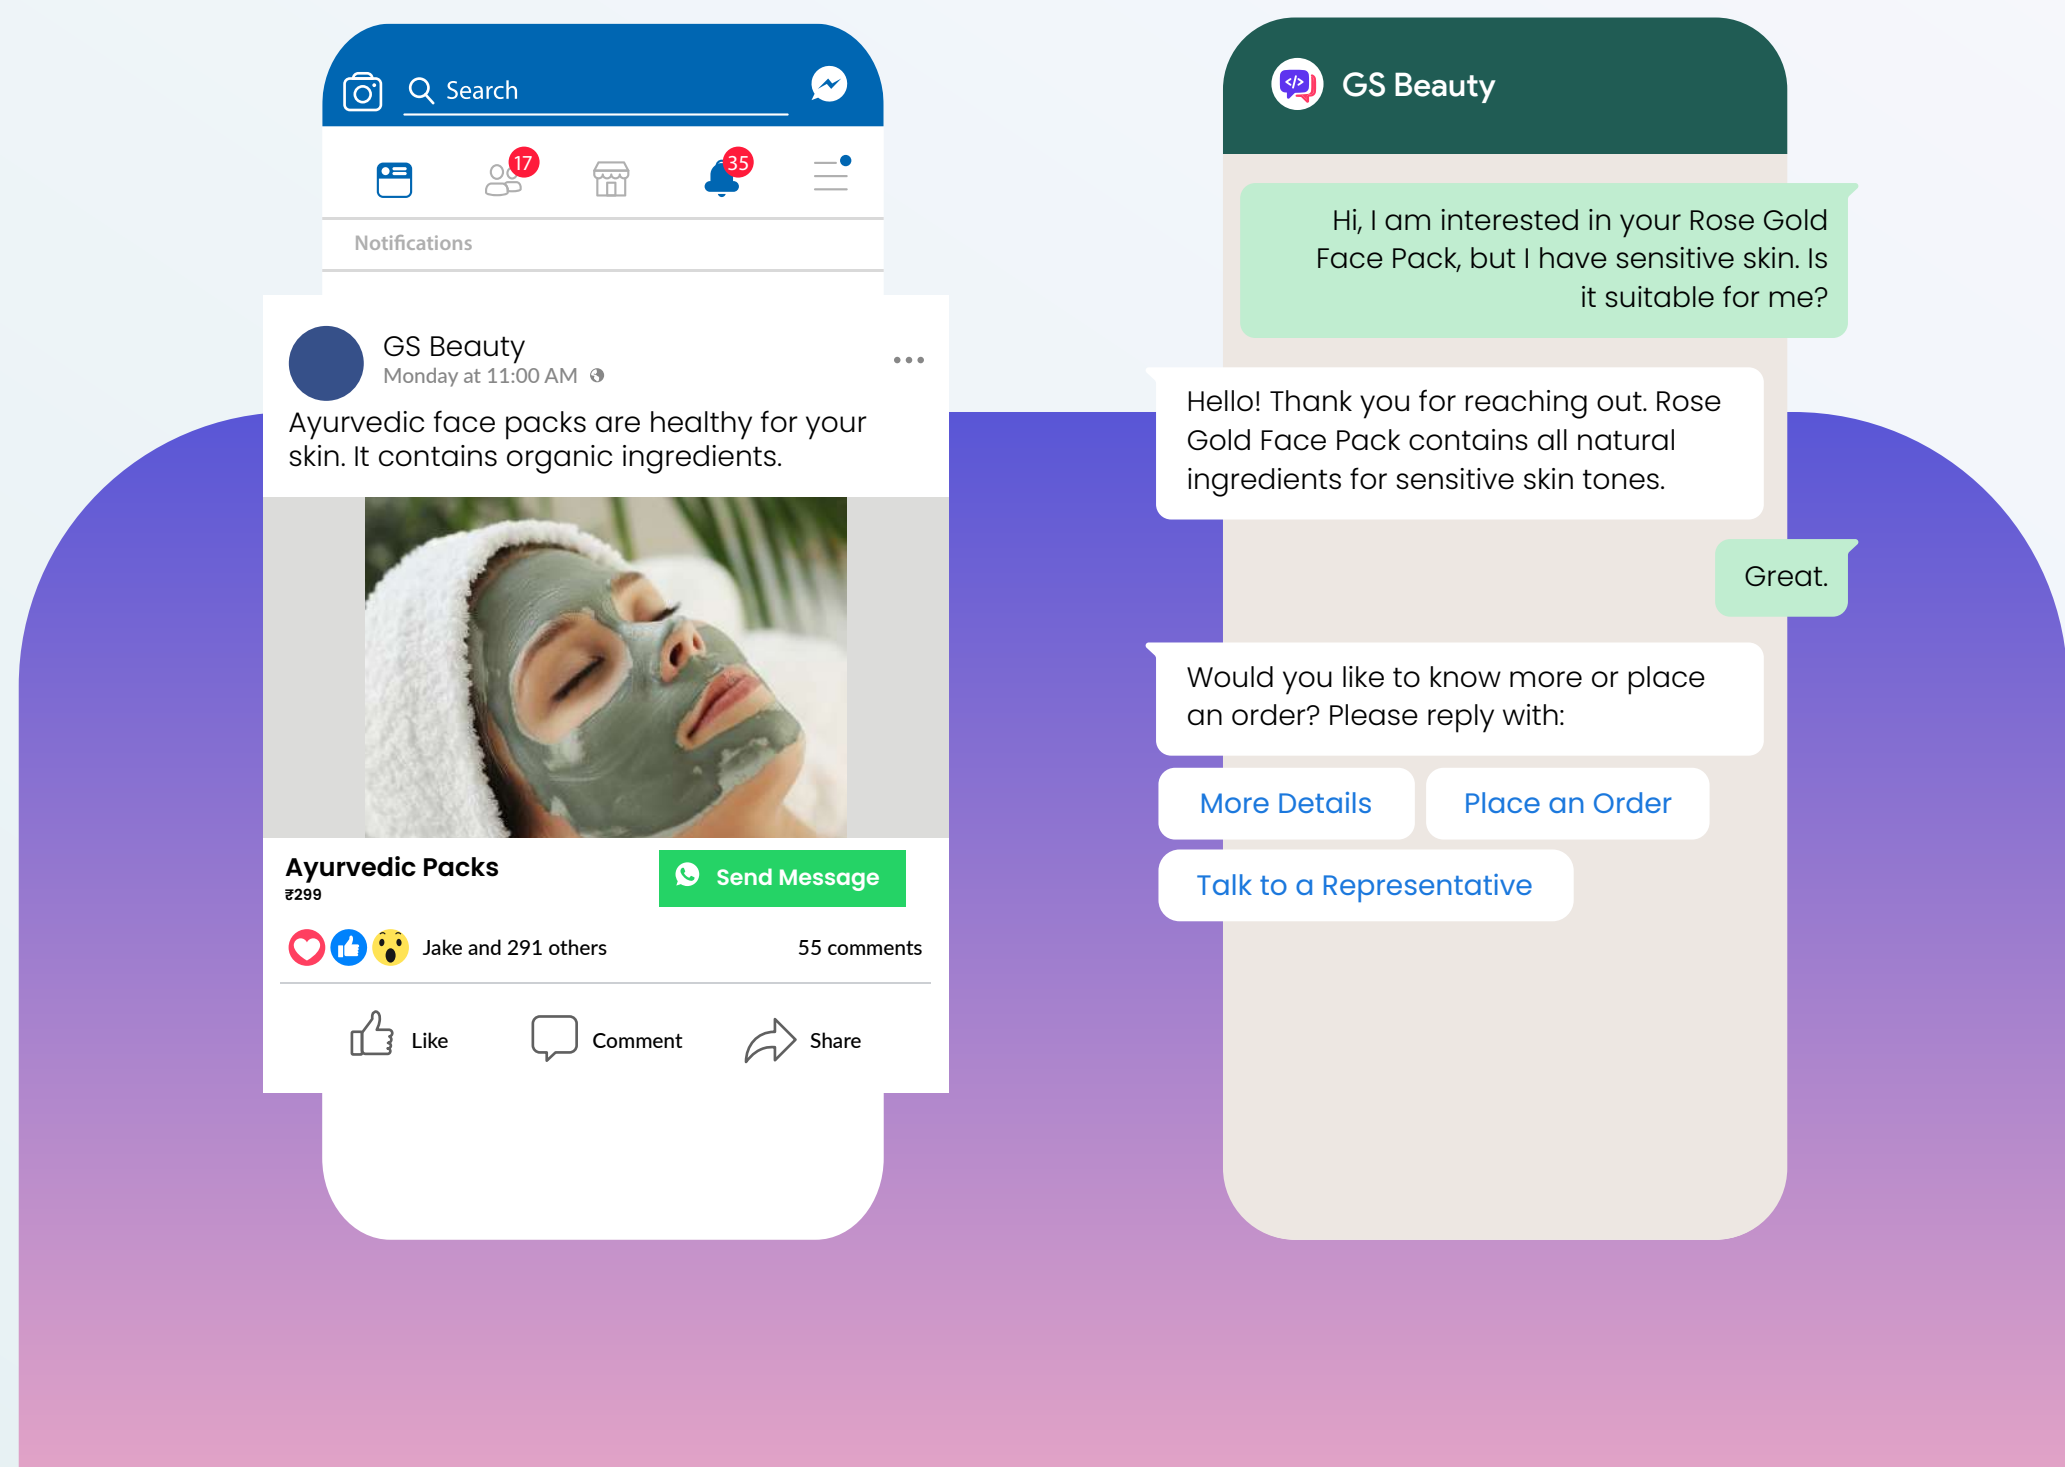 Search
17
35
Notifications
GS Beauty
Monday at 11:00 AM
Ayurvedic face packs are healthy for your
skin. It contains organic ingredients.
Ayurvedic Packs
₹299
Send Message
Jake and 291 others
55 comments
Like
Comment
Share
</>
GS Beauty
Hi, I am interested in your Rose Gold
Face Pack, but I have sensitive skin. Is
it suitable for me?
Hello! Thank you for reaching out. Rose
Gold Face Pack contains all natural
ingredients for sensitive skin tones.
Great.
Would you like to know more or place
an order? Please reply with:
More Details
Place an Order
Talk to a Representative